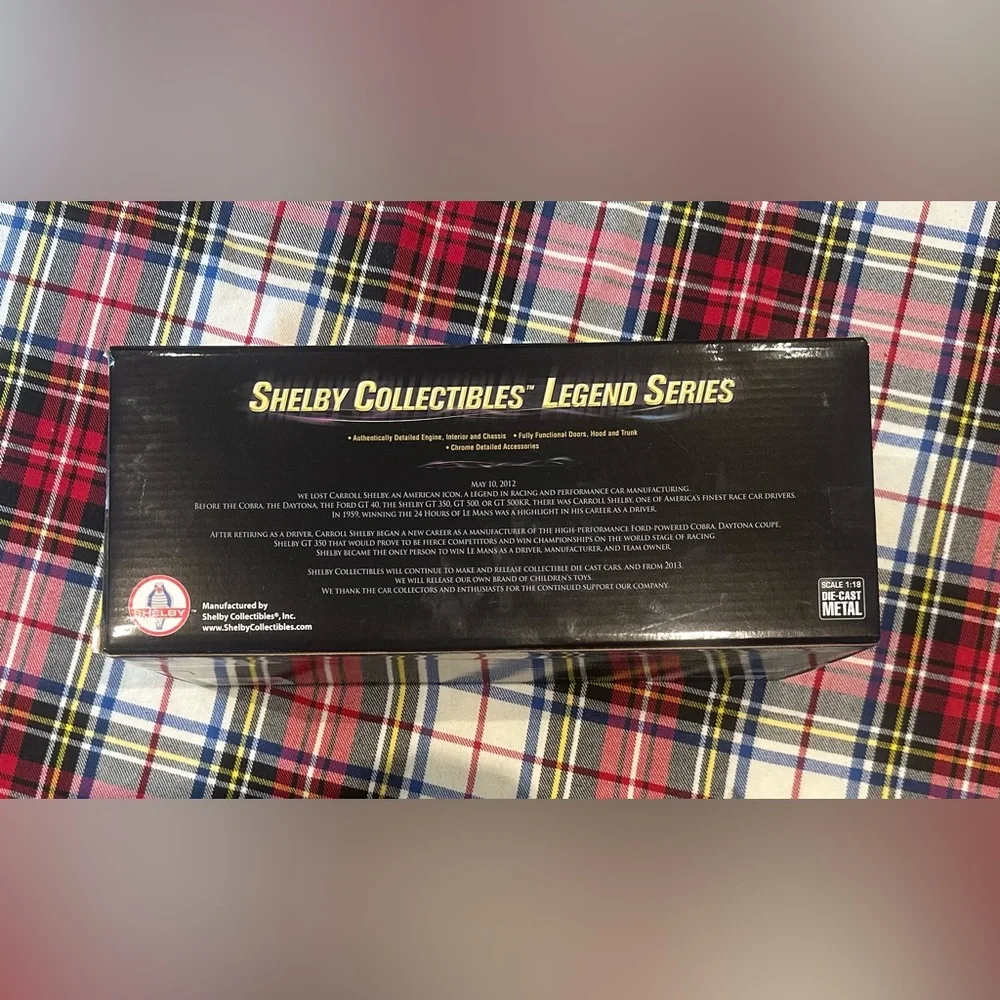 SHELBY COLLECTIBLES™ LEGEND SERIES
• Authentically Detailed Engine, Interior and Chassis • Fully Functional Doors, Hood and Trunk
• Chrome Detailed Accessories
MAY 10, 2012
WE LOST CARROLL SHELBY, AN AMERICAN ICON, A LEGEND IN RACING AND PERFORMANCE CAR MANUFACTURING.
BEFORE THE COBRA, THE DAYTONA, THE FORD GT 40, THE SHELBY GT 350, GT 500, OR GT 500KR, THERE WAS CARROLL SHELBY, ONE OF AMERICA'S FINEST RACE CAR DRIVERS.
IN 1959, WINNING THE 24 HOURS OF LE MANS WAS A HIGHLIGHT IN HIS CAREER AS A DRIVER.
AFTER RETIRING AS A DRIVER, CARROLL SHELBY BEGAN A NEW CAREER AS A MANUFACTURER OF THE HIGH-PERFORMANCE FORD-POWERED COBRA, DAYTONA COUPE,
SHELBY GT 350 THAT WOULD PROVE TO BE FIERCE COMPETITORS AND WIN CHAMPIONSHIPS ON THE WORLD STAGE OF RACING.
SHELBY BECAME THE ONLY PERSON TO WIN LE MANS AS A DRIVER, MANUFACTURER, AND TEAM OWNER.
SHELBY COLLECTIBLES WILL CONTINUE TO MAKE AND RELEASE COLLECTIBLE DIE CAST CARS, AND FROM 2013,
WE WILL RELEASE OUR OWN BRAND OF CHILDREN'S TOYS.
WE THANK THE CAR COLLECTORS AND ENTHUSIASTS FOR THE CONTINUED SUPPORT OUR COMPANY.
SHELBY™
Manufactured by
Shelby Collectibles®, Inc.
www.ShelbyCollectibles.com
SCALE 1:18
DIE-CAST
METAL